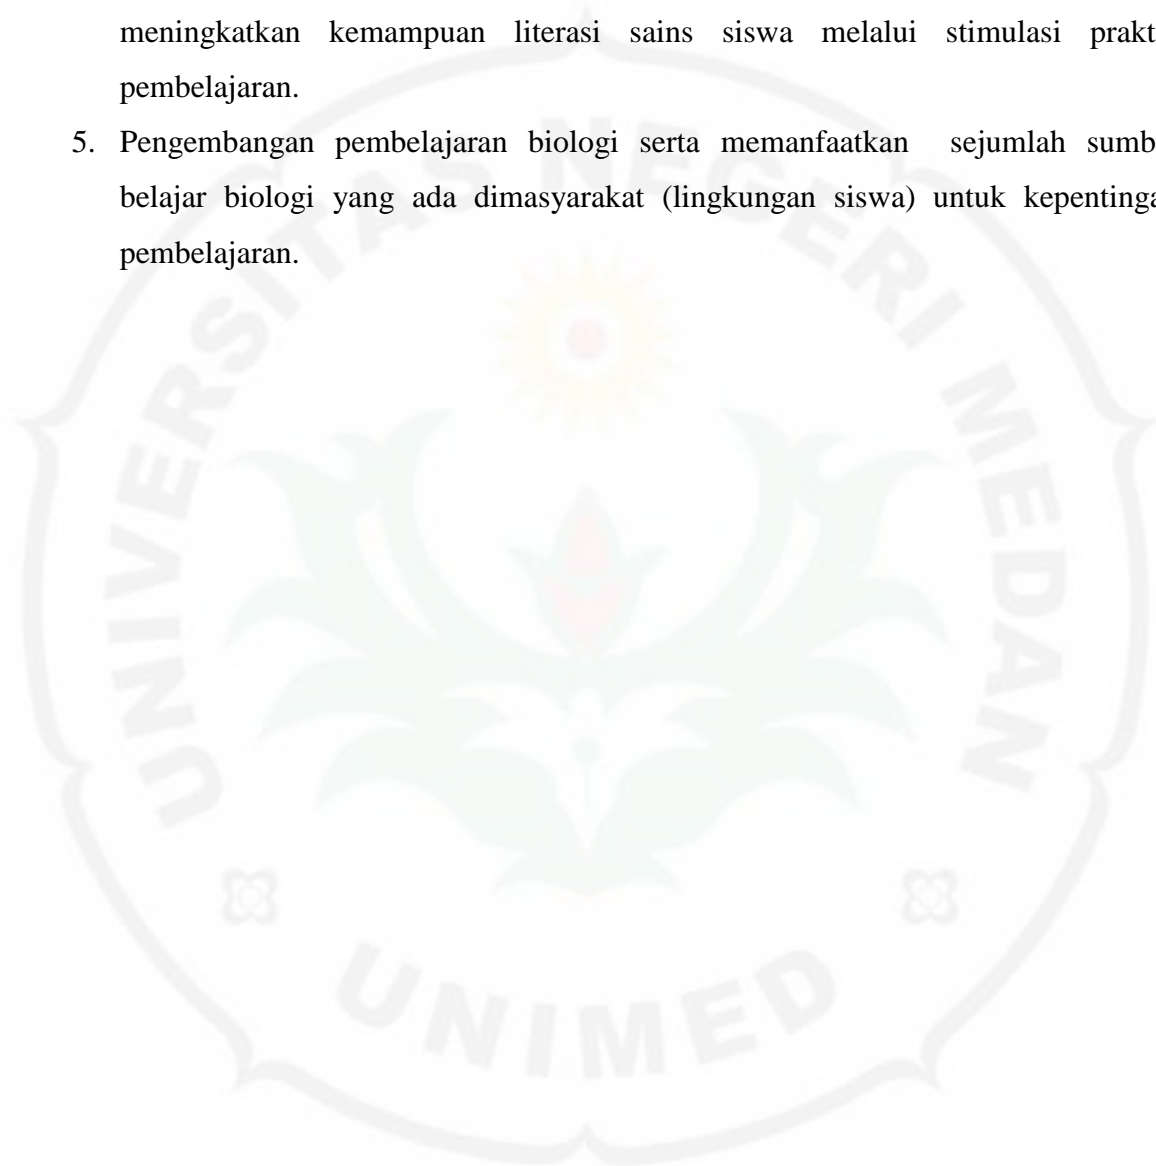 meningkatkan kemampuan literasi sains siswa melalui stimulasi prakt
pembelajaran.
5. Pengembangan pembelajaran biologi serta memanfaatkan sejumlah sumb
belajar biologi yang ada dimasyarakat (lingkungan siswa) untuk kepentinga
pembelajaran.
UNIVERSITAS NEGERI MEDAN
UNIMED